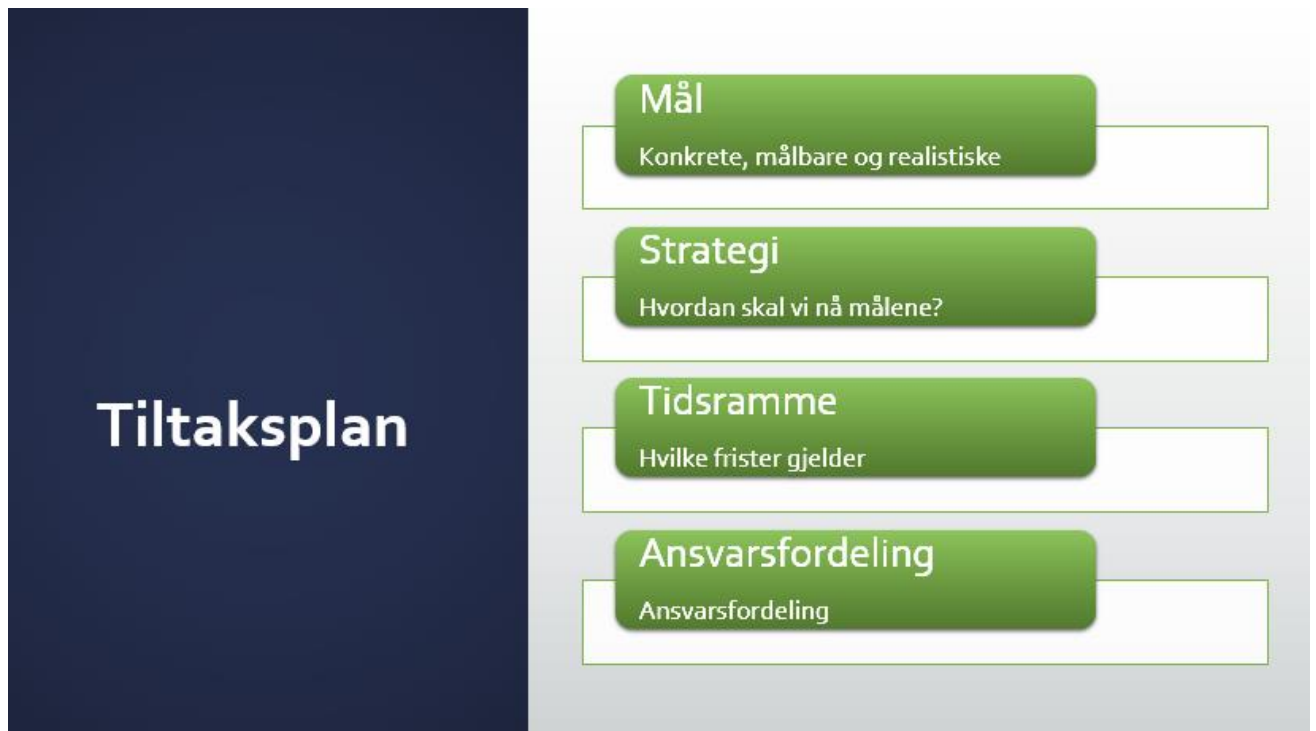 Tiltaksplan
Mål
Konkrete, målbare og realistiske
Strategi
Hvordan skal vi nå målene?
Tidsramme
Hvilke frister gjelder
Ansvarsfordeling
Ansvarsfordeling